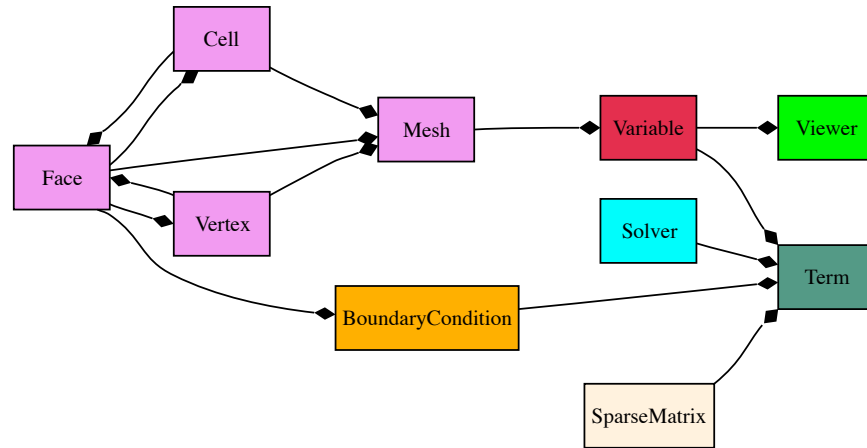 Cell
Mesh
Variable
Viewer
Face
Vertex
Solver
Term
BoundaryCondition
SparseMatrix